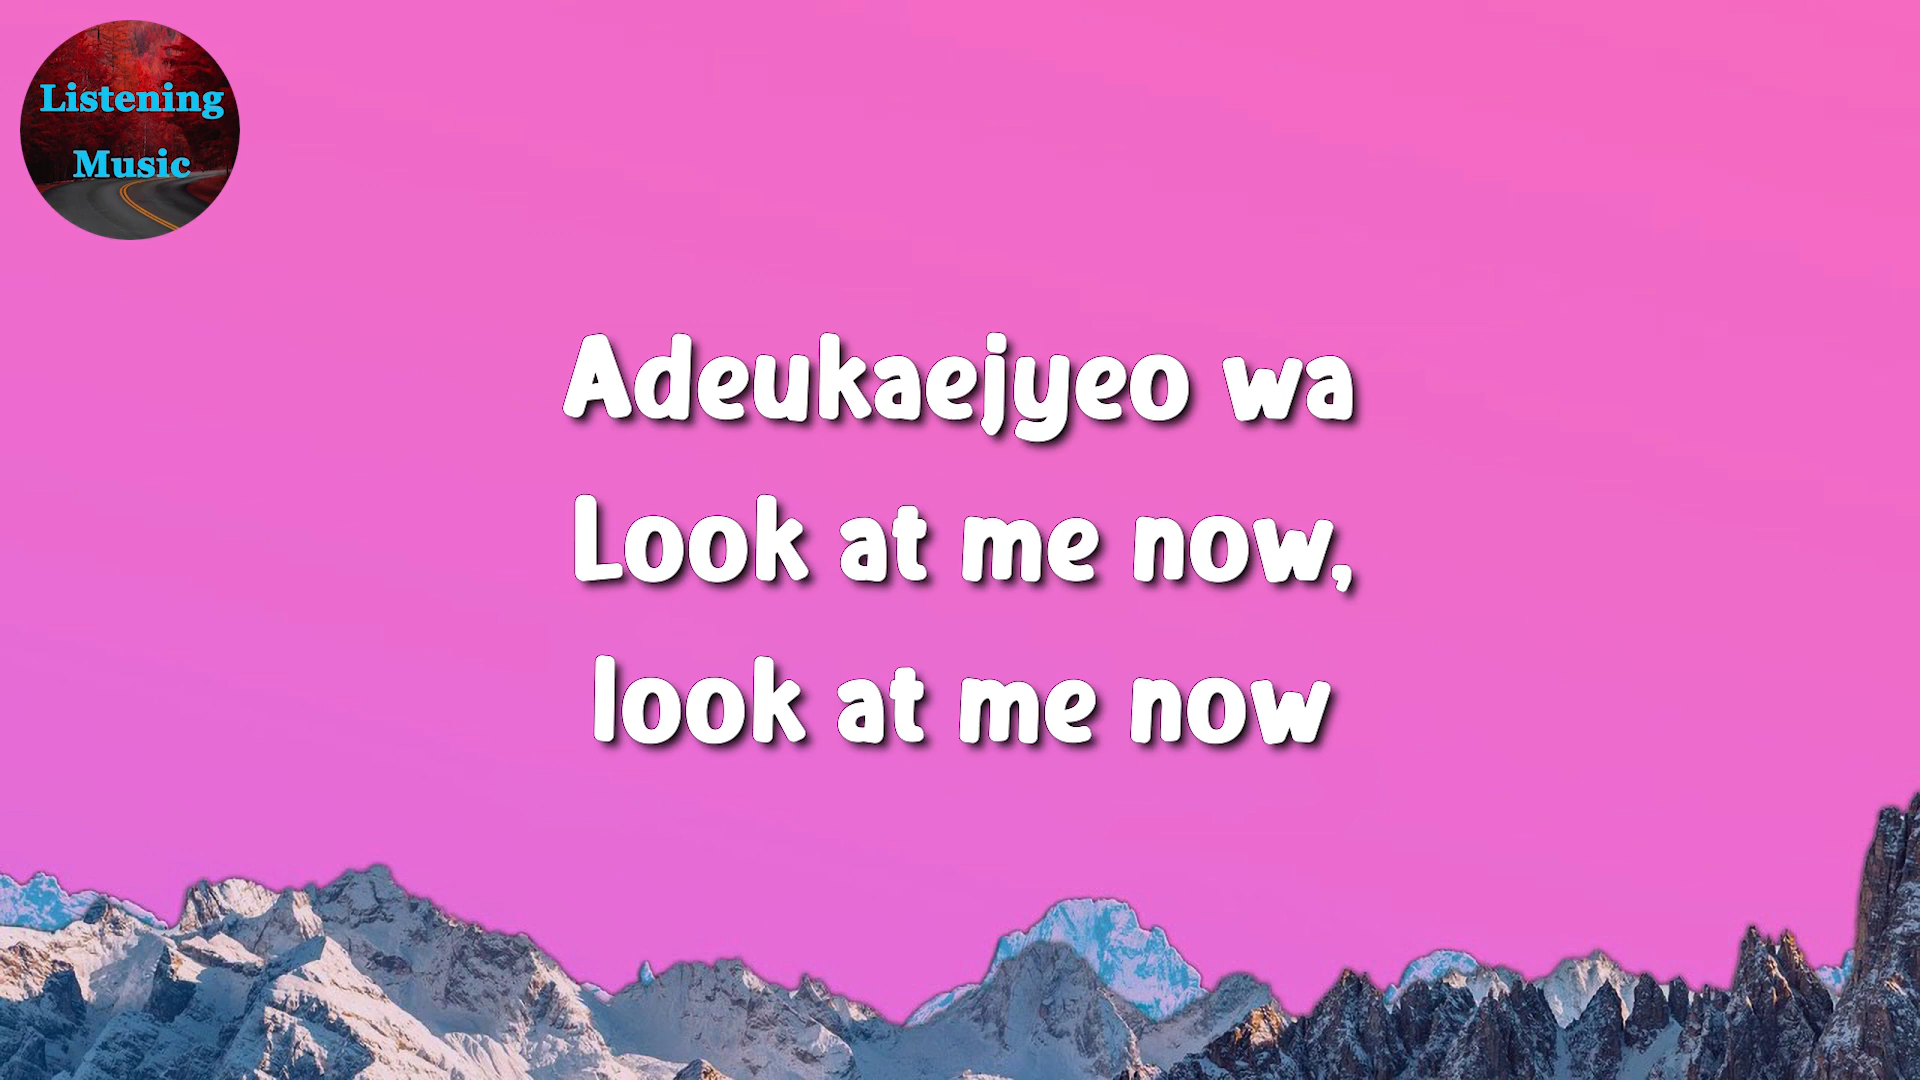 Listening
Music
Adeukaejyeo wa
Look at me now,
look at me now